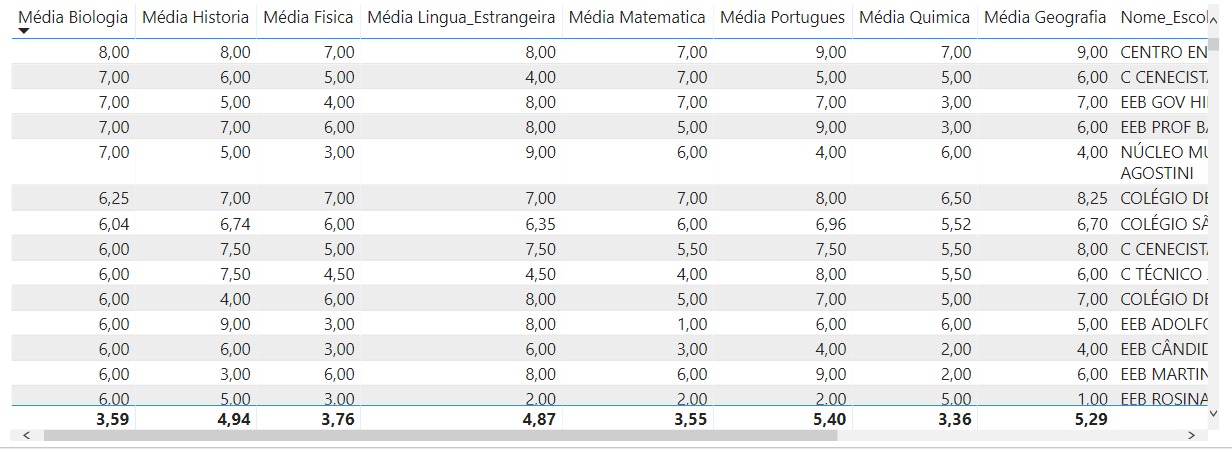 Média Biologia Média Historia Média Fisica Média Lingua_Estrangeira Média Matematica Média Portugues Média Quimica Média Geografia Nome_Escol
8,00 8,00 7,00 8,00 7,00 9,00 7,00 9,00 CENTRO EN
7,00 6,00 5,00 4,00 7,00 5,00 5,00 6,00 C CENECISTA
7,00 5,00 4,00 8,00 7,00 7,00 3,00 7,00 EEB GOV HI
7,00 7,00 6,00 8,00 5,00 9,00 3,00 6,00 EEB PROF BA
7,00 5,00 3,00 9,00 6,00 4,00 6,00 4,00 NÚCLEO MU
AGOSTINI
6,25 7,00 7,00 7,00 7,00 8,00 6,50 8,25 COLÉGIO DE
6,04 6,74 6,00 6,35 6,00 6,96 5,52 6,70 COLÉGIO SÃ
6,00 7,50 5,00 7,50 5,50 7,50 5,50 8,00 C CENECISTA
6,00 7,50 4,50 4,50 4,00 8,00 5,50 6,00 C TÉCNICO
6,00 4,00 6,00 8,00 5,00 7,00 5,00 7,00 COLÉGIO DE
6,00 9,00 3,00 8,00 1,00 6,00 6,00 5,00 EEB ADOLFO
6,00 6,00 3,00 6,00 3,00 4,00 2,00 4,00 EEB CÂNDID
6,00 3,00 6,00 8,00 6,00 9,00 2,00 6,00 EEB MARTIN
6,00 5,00 3,00 2,00 2,00 2,00 5,00 1,00 EEB ROSINA
3,59 4,94 3,76 4,87 3,55 5,40 3,36 5,29